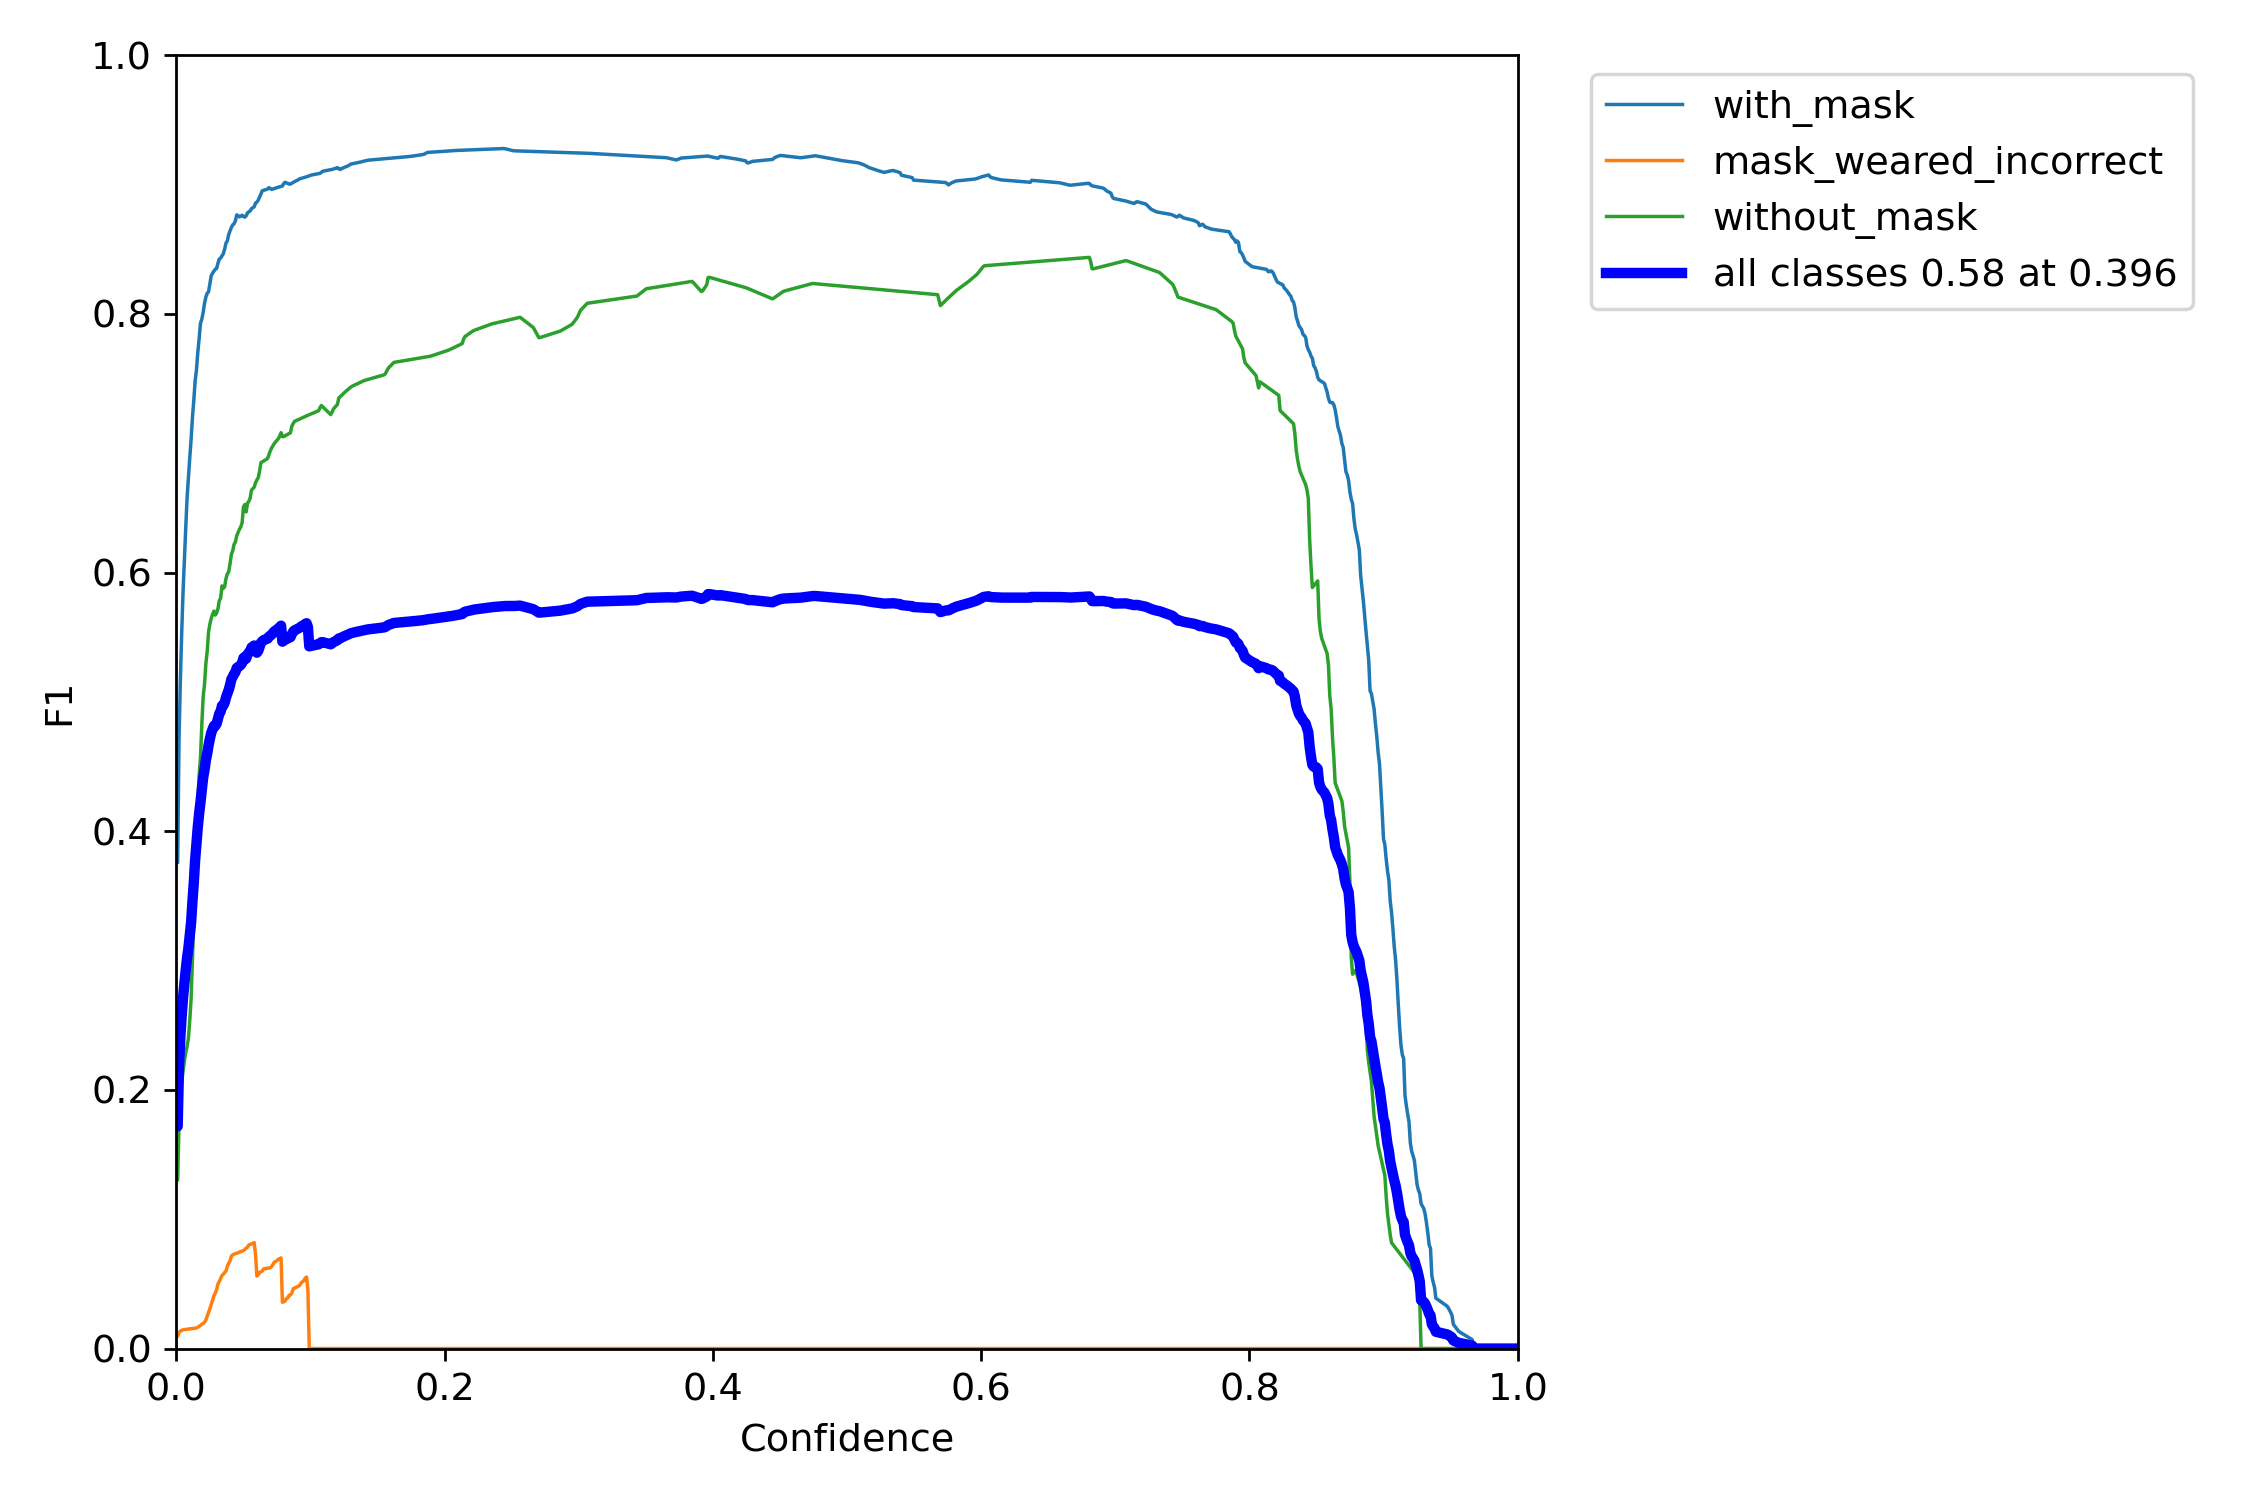 1.0
0.8
0.6
0.4
0.2
0.0
F1
0.0 0.2 0.4 0.6 0.8 1.0
Confidence
with_mask
mask_weared_incorrect
without_mask
all classes 0.58 at 0.396